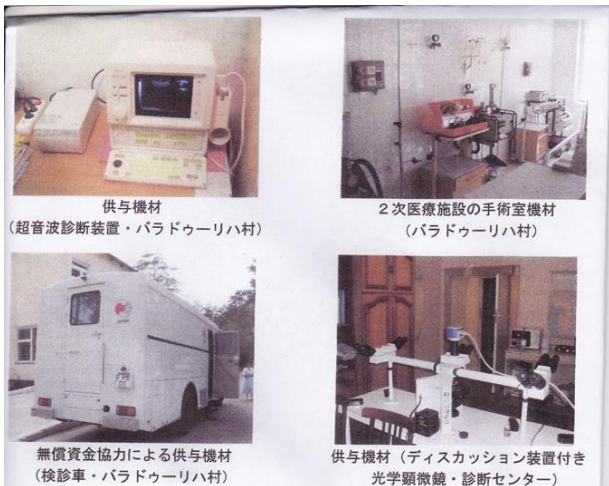 供与機材
（超音波診断装置・バラドゥーリハ村）
２次医療施設の手術室機材
（バラドゥーリハ村）
無償資金協力による供与機材
（検診車・バラドゥーリハ村）
供与機材（ディスカッション装置付き
光学顕微鏡・診断センター）